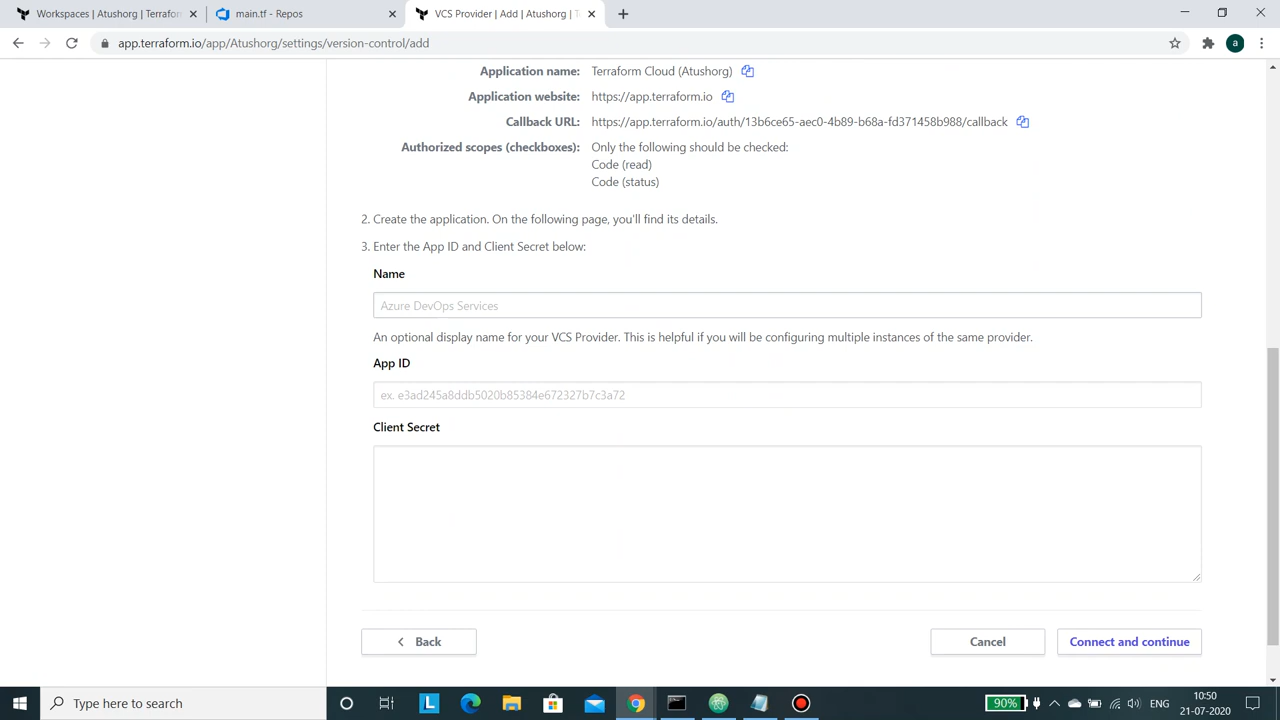 Workspaces | Atushorg | Terraform
main.tf - Repos
VCS Provider | Add | Atushorg | T
app.terraform.io/app/Atushorg/settings/version-control/add
a
Application name: Terraform Cloud (Atushorg)
Application website: https://app.terraform.io
Callback URL: https://app.terraform.io/auth/13b6ce65-aec0-4b89-b68a-fd371458b988/callback
Authorized scopes (checkboxes): Only the following should be checked:
Code (read)
Code (status)
2. Create the application. On the following page, you'll find its details.
3. Enter the App ID and Client Secret below:
Name
Azure DevOps Services
An optional display name for your VCS Provider. This is helpful if you will be configuring multiple instances of the same provider.
App ID
ex. e3ad245a8ddb5020b85384e672327b7c3a72
Client Secret
Back
Cancel
Connect and continue
Type here to search
L
90%
ENG
10:50
21-07-2020